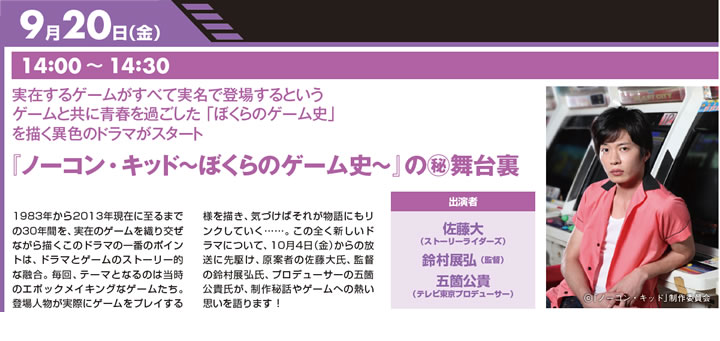 9月20日(金)
14:00 ～ 14:30
実在するゲームがすべて実名で登場するという
ゲームと共に青春を過ごした「ぼくらのゲーム史」
を描く異色のドラマがスタート
『ノーコン・キッド～ぼくらのゲーム史～』の㊙舞台裏
1983年から2013年現在に至るまで
の30年間を、実在のゲームを織り交ぜ
ながら描くこのドラマの一番のポイン
トは、ドラマとゲームのストーリー的
な融合。毎回、テーマとなるのは当時
のエポックメイキングなゲームたち。
登場人物が実際にゲームをプレイする
様を描き、気づけばそれが物語にもリ
ンクしていく……。この全く新しいド
ラマについて、10月4日(金)からの放
送に先駆け、原案者の佐藤大氏、監督
の鈴村展弘氏、プロデューサーの五箇
公貴氏が、制作秘話やゲームへの熱い
思いを語ります！
出演者
佐藤大
(ストーリーライダーズ)
鈴村展弘(監督)
五箇公貴
(テレビ東京プロデューサー)
©「ノーコン・キッド」制作委員会